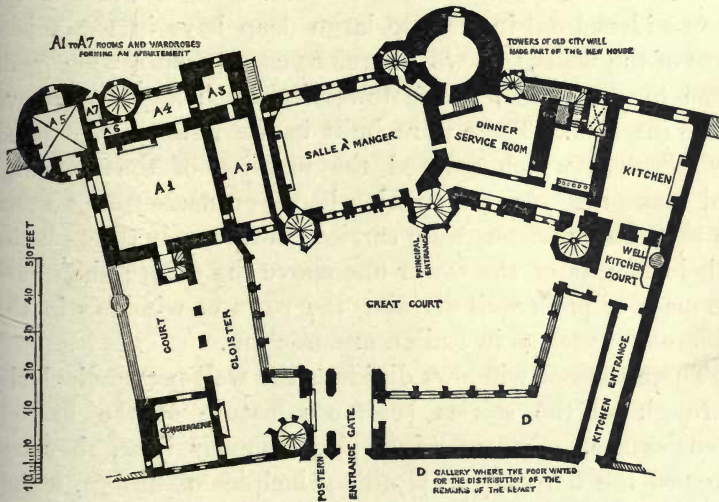 A1 TO A7 ROOMS AND WARDROBES
FORMING AN APPARTEMENT
TOWERS OF OLD CITY WALL
MADE PART OF THE NEW HOUSE
A5
A7
A6
A4
A3
A1
A2
SALLE À MANGER
DINNER
SERVICE ROOM
KITCHEN
PRINCIPAL
ENTRANCE
WELL
KITCHEN
COURT
GREAT COURT
COURT
CLOISTER
KITCHEN ENTRANCE
CONCIERGERIE
D
POSTERN
ENTRANCE GATE
10 0 10 20 30 40 50 FEET
D GALLERY WHERE THE POOR WAITED
FOR THE DISTRIBUTION OF THE
REMAINS OF THE